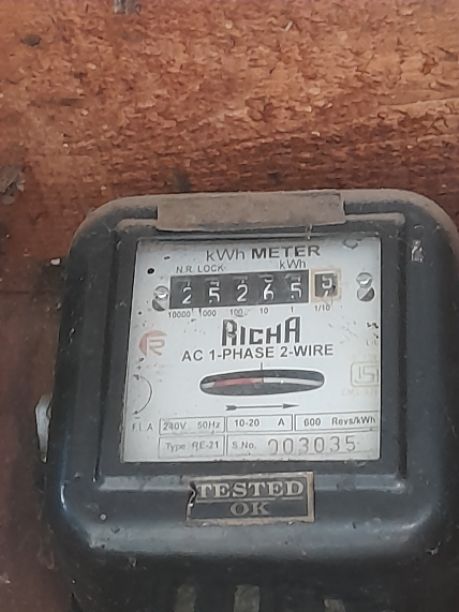 kWh METER
N.R. LOCK kWh
2 5 2 6 5
10000 1000 100 10 1 1/10
R
RICHA
AC 1-PHASE 2-WIRE
F.L.A 240V 50Hz 10-20 A 600 Revs/kWh
Type RE-21 S.No. 003035
TESTED
OK